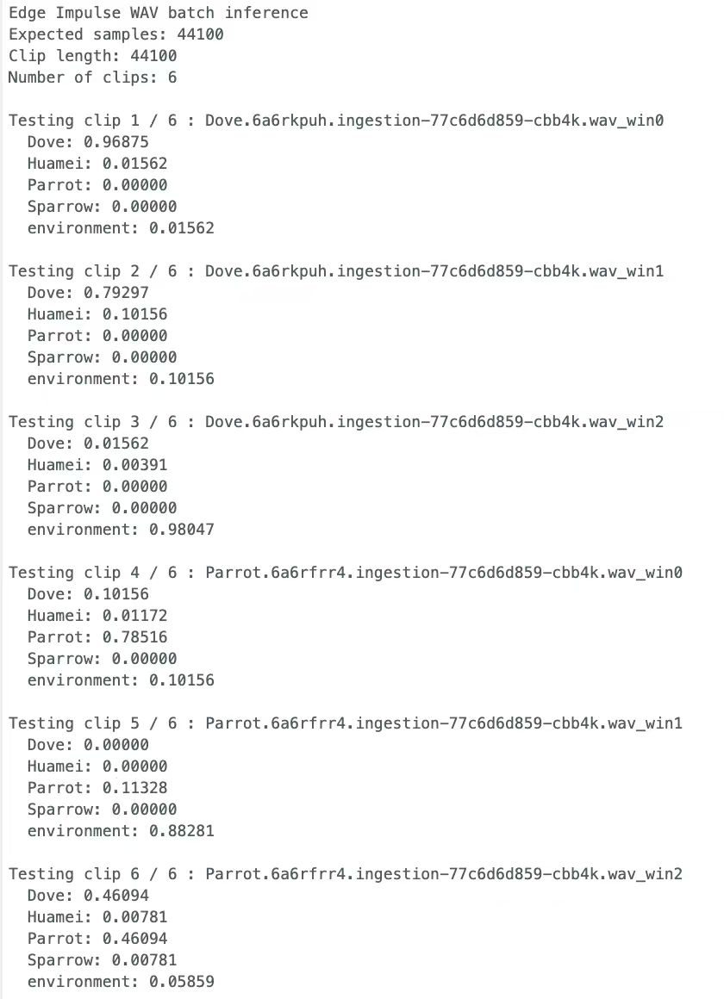 Edge Impulse WAV batch inference
Expected samples: 44100
Clip length: 44100
Number of clips: 6
Testing clip 1 / 6 : Dove.6a6rkpuh.ingestion-77c6d6d859-cbb4k.wav_win0
Dove: 0.96875
Huamei: 0.01562
Parrot: 0.00000
Sparrow: 0.00000
environment: 0.01562
Testing clip 2 / 6 : Dove.6a6rkpuh.ingestion-77c6d6d859-cbb4k.wav_win1
Dove: 0.79297
Huamei: 0.10156
Parrot: 0.00000
Sparrow: 0.00000
environment: 0.10156
Testing clip 3 / 6 : Dove.6a6rkpuh.ingestion-77c6d6d859-cbb4k.wav_win2
Dove: 0.01562
Huamei: 0.00391
Parrot: 0.00000
Sparrow: 0.00000
environment: 0.98047
Testing clip 4 / 6 : Parrot.6a6rfrr4.ingestion-77c6d6d859-cbb4k.wav_win0
Dove: 0.10156
Huamei: 0.01172
Parrot: 0.78516
Sparrow: 0.00000
environment: 0.10156
Testing clip 5 / 6 : Parrot.6a6rfrr4.ingestion-77c6d6d859-cbb4k.wav_win1
Dove: 0.00000
Huamei: 0.00000
Parrot: 0.11328
Sparrow: 0.00000
environment: 0.88281
Testing clip 6 / 6 : Parrot.6a6rfrr4.ingestion-77c6d6d859-cbb4k.wav_win2
Dove: 0.46094
Huamei: 0.00781
Parrot: 0.46094
Sparrow: 0.00781
environment: 0.05859